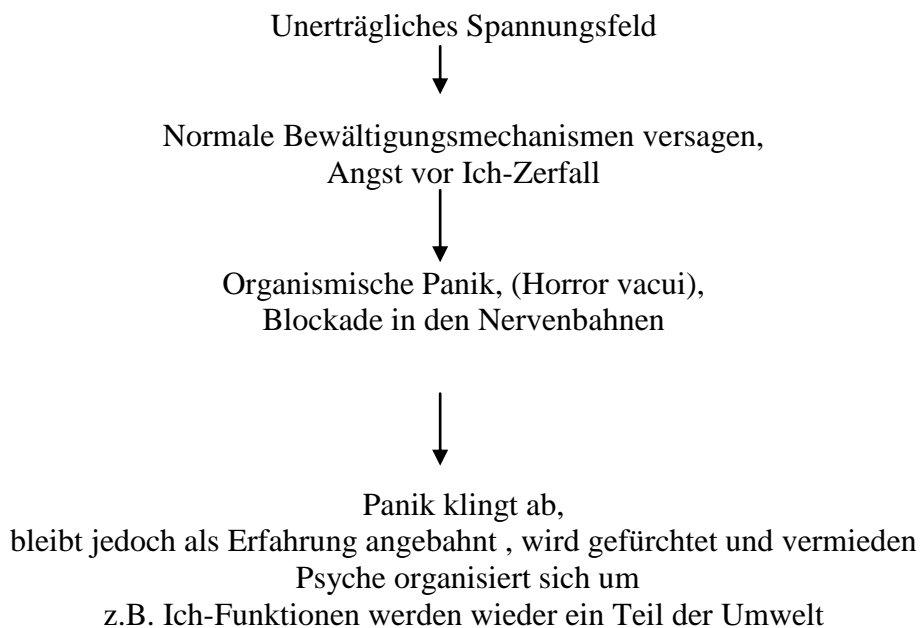 Unerträgliches Spannungsfeld
Normale Bewältigungsmechanismen versagen,
Angst vor Ich-Zerfall
Organismische Panik, (Horror vacui),
Blockade in den Nervenbahnen
Panik klingt ab,
bleibt jedoch als Erfahrung angebahnt , wird gefürchtet und vermieden
Psyche organisiert sich um
z.B. Ich-Funktionen werden wieder ein Teil der Umwelt